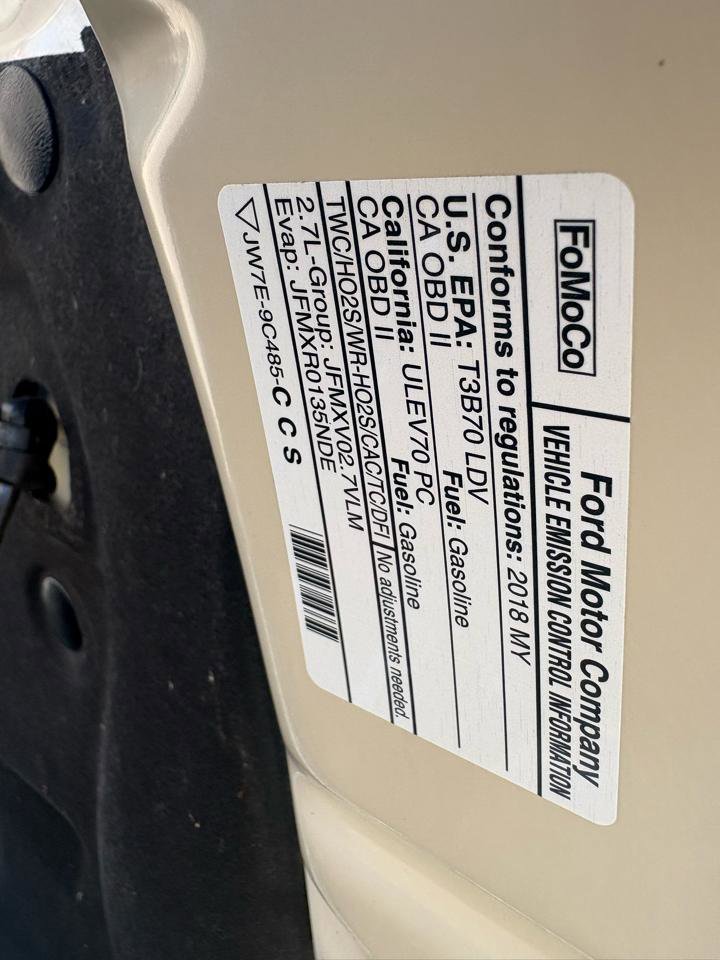 FoMoCo
Ford Motor Company
VEHICLE EMISSION CONTROL INFORMATION
Conforms to regulations: 2018 MY
U.S. EPA: T3B70 LDV Fuel: Gasoline
CA OBD II
California: ULEV70 PC Fuel: Gasoline
CA OBD II
TWC/HO2S/WR-HO2S/CAC/TC/DFI No adjustments needed.
2.7L-Group: JFMXV02.7VLM
Evap: JFMXR0135NDE
▽JW7E-9C485-C C S